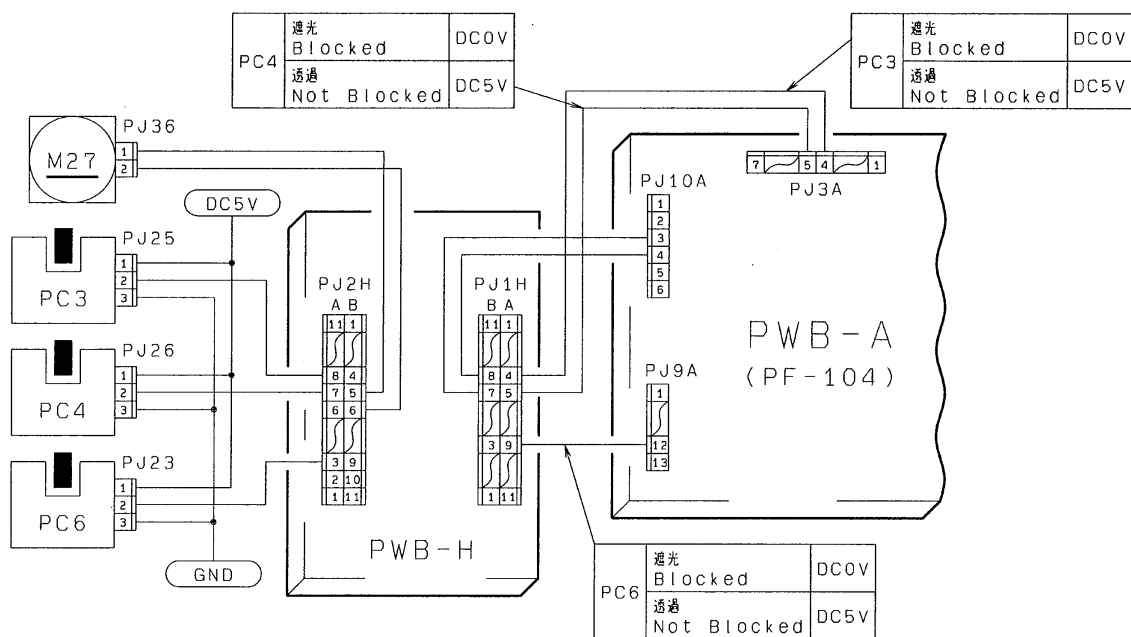 PC4
遮光
Blocked
DC0V
透過
Not Blocked
DC5V
PC3
遮光
Blocked
DC0V
透過
Not Blocked
DC5V
PJ36
M27
1
2
DC5V
PJ25
PC3
1
2
3
PJ26
PC4
1
2
3
PJ23
PC6
1
2
3
GND
PJ2H
A B
11 1
8 4
7 5
6 6
3 9
2 10
1 11
PWB-H
PJ1H
B A
11 1
8 4
7 5
3 9
1 11
7 5 4 1
PJ3A
PJ10A
1
2
3
4
5
6
PWB-A
(PF-104)
PJ9A
1
12
13
PC6
遮光
Blocked
DC0V
透過
Not Blocked
DC5V